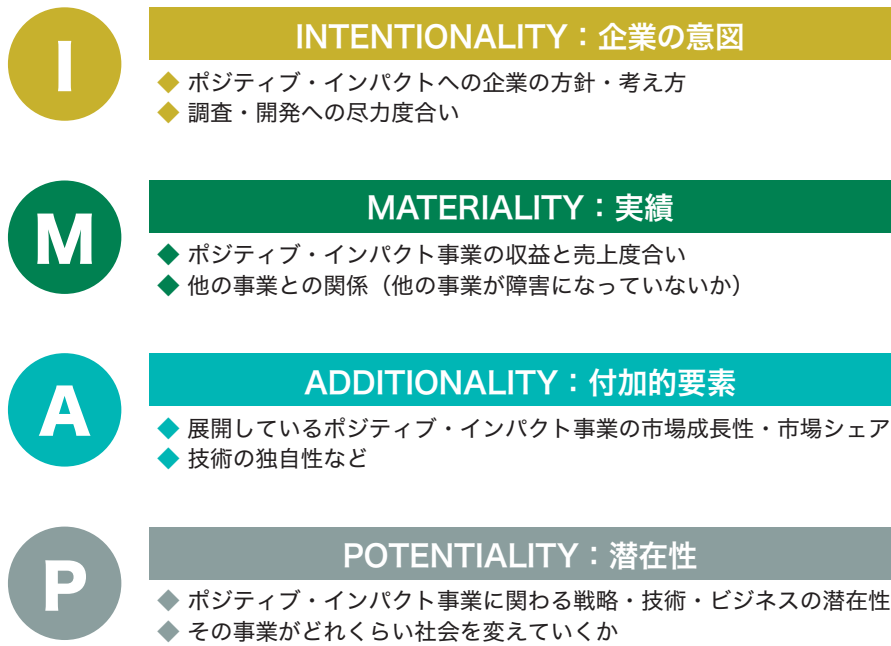 I
INTENTIONALITY：企業の意図
◆ ポジティブ・インパクトへの企業の方針・考え方
◆ 調査・開発への尽力度合い
M
MATERIALITY：実績
◆ ポジティブ・インパクト事業の収益と売上度合い
◆ 他の事業との関係（他の事業が障害になっていないか）
A
ADDITIONALITY：付加的要素
◆ 展開しているポジティブ・インパクト事業の市場成長性・市場シェア
◆ 技術の独自性など
P
POTENTIALITY：潜在性
◆ ポジティブ・インパクト事業に関わる戦略・技術・ビジネスの潜在性
◆ その事業がどれくらい社会を変えていくか